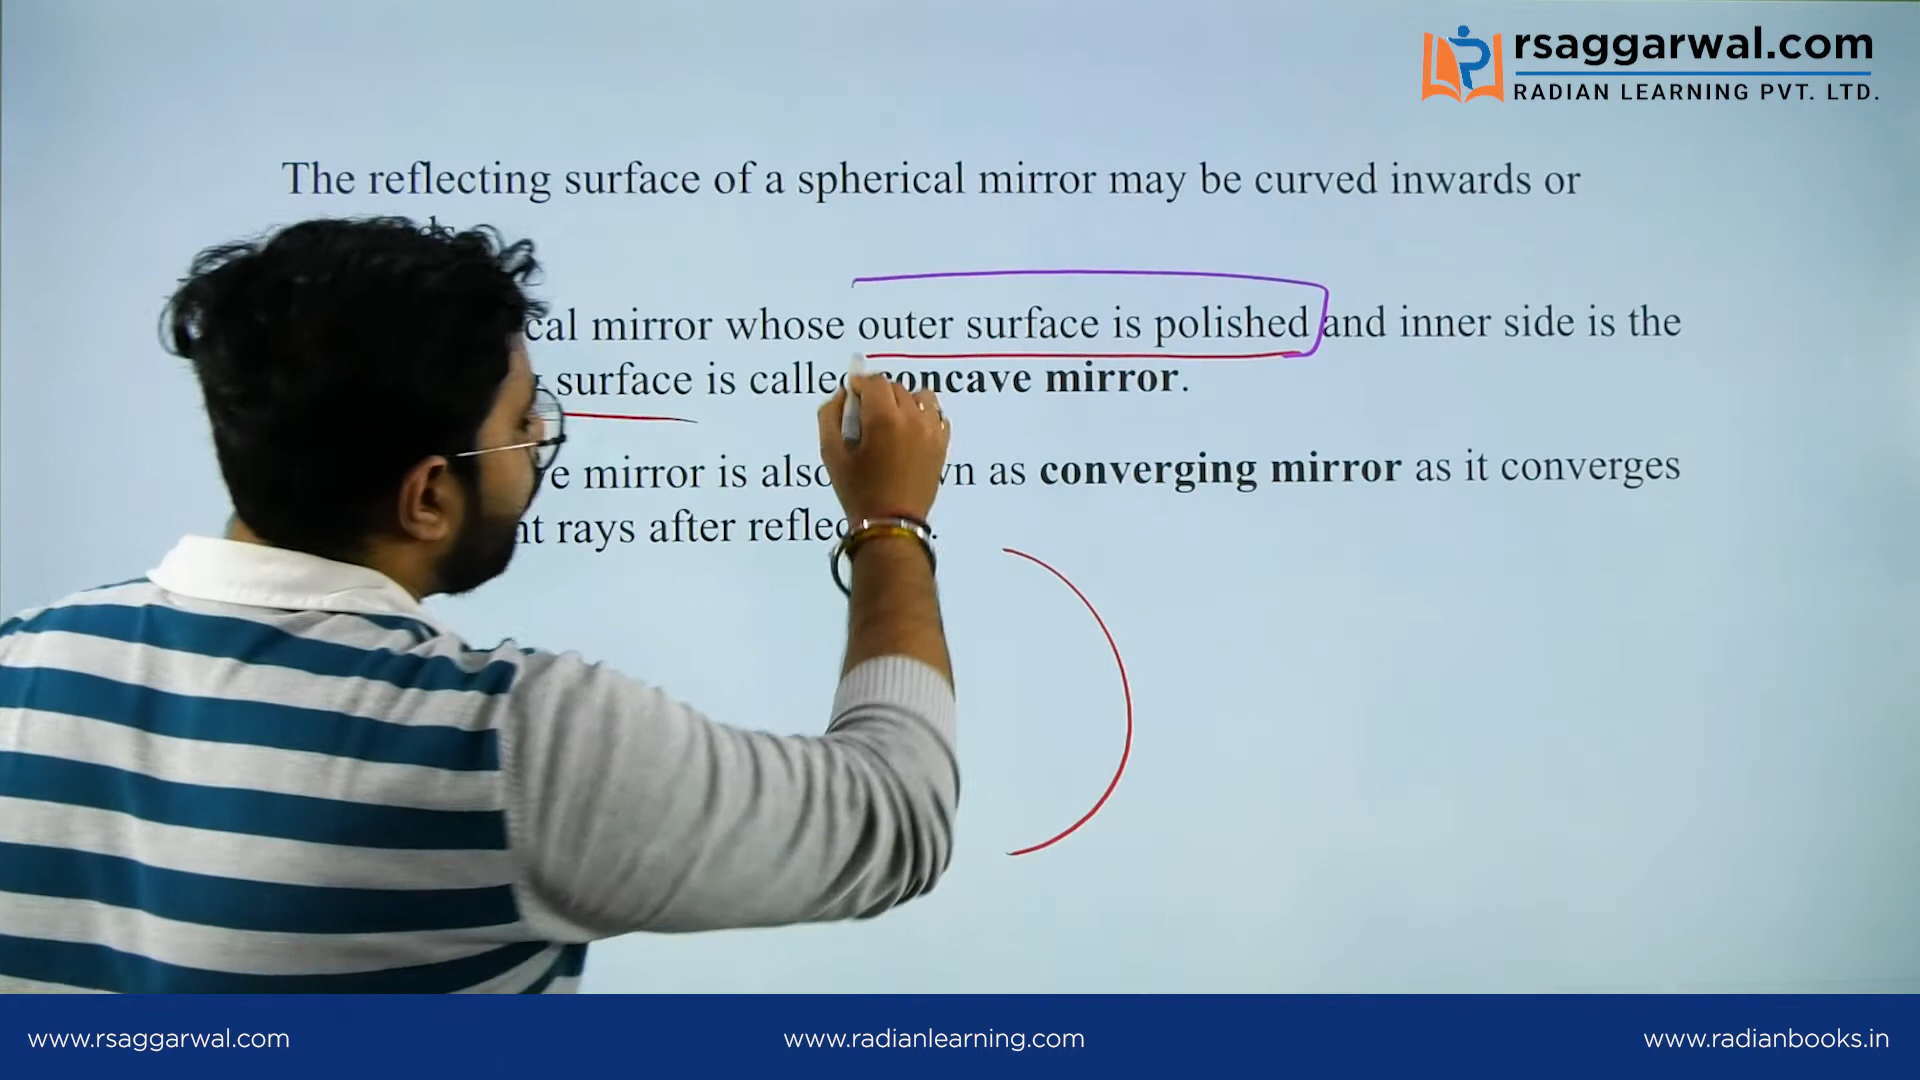 rsaggarwal.com
RADIAN LEARNING PVT. LTD.
The reflecting surface of a spherical mirror may be curved inwards or
mirror whose outer surface is polished and inner side is the
surface is called concave mirror.
mirror is also as converging mirror as it converges
rays after
www.rsaggarwal.com
www.radianlearning.com
www.radianbooks.in